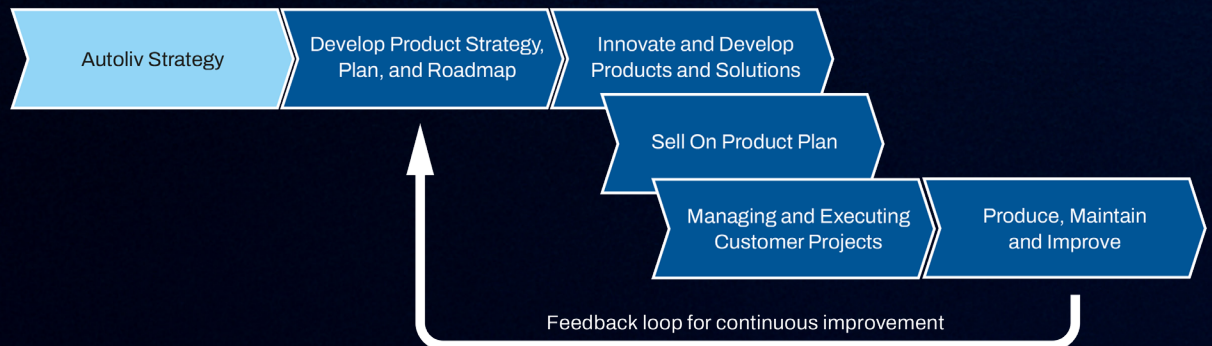 Autoliv Strategy
Develop Product Strategy,
Plan, and Roadmap
Innovate and Develop
Products and Solutions
Sell On Product Plan
Managing and Executing
Customer Projects
Produce, Maintain
and Improve
Feedback loop for continuous improvement